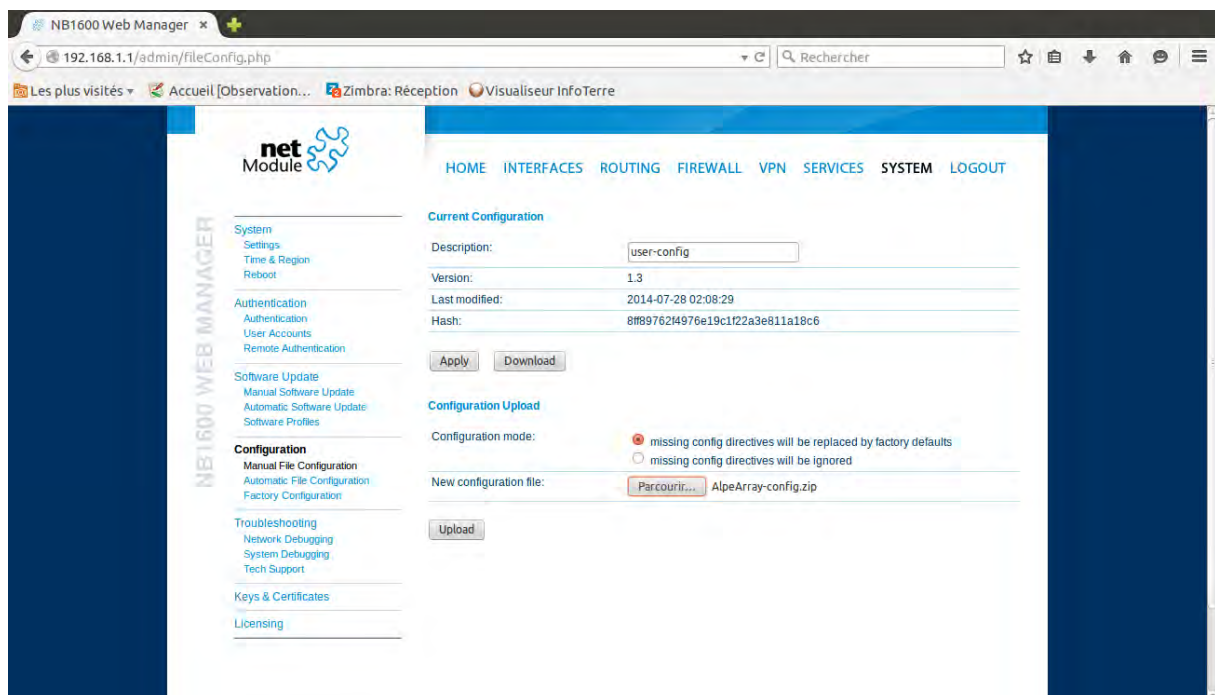 NB1600 Web Manager ×
192.168.1.1/admin/fileConfig.php
Rechercher
Les plus visités
Accueil [Observation...
Zimbra: Réception
Visualiseur InfoTerre
net
Module
HOME INTERFACES ROUTING FIREWALL VPN SERVICES SYSTEM LOGOUT
NB1600 WEB MANAGER
System
Settings
Time & Region
Reboot
Authentication
Authentication
User Accounts
Remote Authentication
Software Update
Manual Software Update
Automatic Software Update
Software Profiles
Configuration
Manual File Configuration
Automatic File Configuration
Factory Configuration
Troubleshooting
Network Debugging
System Debugging
Tech Support
Keys & Certificates
Licensing
Current Configuration
Description: user-config
Version: 1.3
Last modified: 2014-07-28 02:08:29
Hash: 8ff89762f4976e19c1f22a3e811a18c6
Apply Download
Configuration Upload
Configuration mode: missing config directives will be replaced by factory defaults
missing config directives will be ignored
New configuration file: Parcourir... AlpeArray-config.zip
Upload